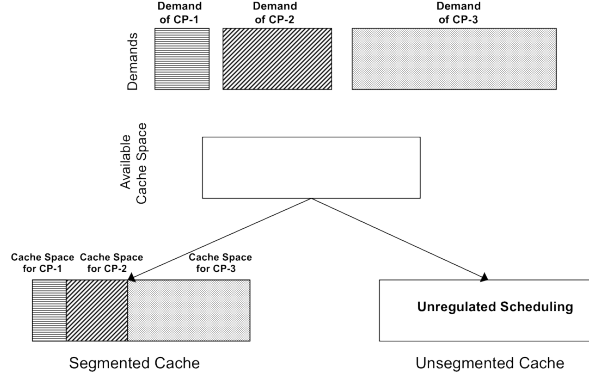 Demand
of CP-1
Demand
of CP-2
Demand
of CP-3
Demands
Available
Cache Space
Cache Space
for CP-1
Cache Space
for CP-2
Cache Space
for CP-3
Unregulated Scheduling
Segmented Cache
Unsegmented Cache